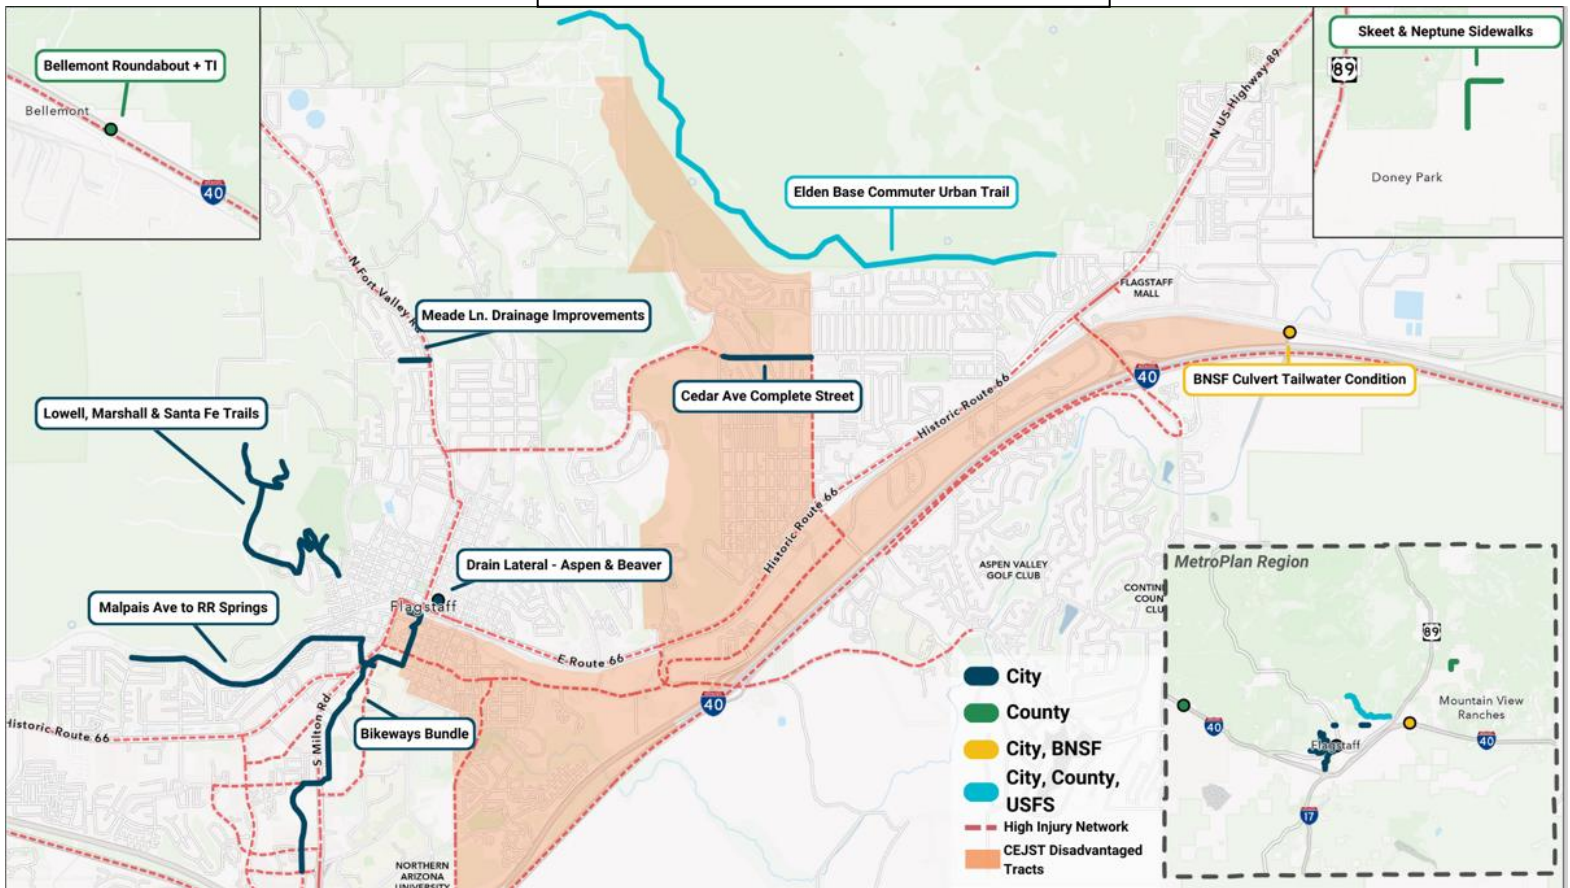 Bellemont Roundabout + TI
Bellemont
40
Skeet & Neptune Sidewalks
89
Doney Park
N US Highway 89
Elden Base Commuter Urban Trail
N Fort Valley Rd
Meade Ln. Drainage Improvements
FLAGSTAFF
MALL
BNSF Culvert Tailwater Condition
40
Cedar Ave Complete Street
Historic Route 66
Lowell, Marshall & Santa Fe Trails
Historic Route 66
Drain Lateral - Aspen & Beaver
Flagstaff
ASPEN VALLEY
GOLF CLUB
CONTIN
COUN
CLU
Malpais Ave to RR Springs
E Route 66
40
Historic Route 66
S Milton Rd.
Bikeways Bundle
NORTHERN
ARIZONA
UNIVERSITY
City
County
City, BNSF
City, County,
USFS
High Injury Network
CEJST Disadvantaged
Tracts
MetroPlan Region
89
Mountain View
Ranches
40
Flagstaff
40
17